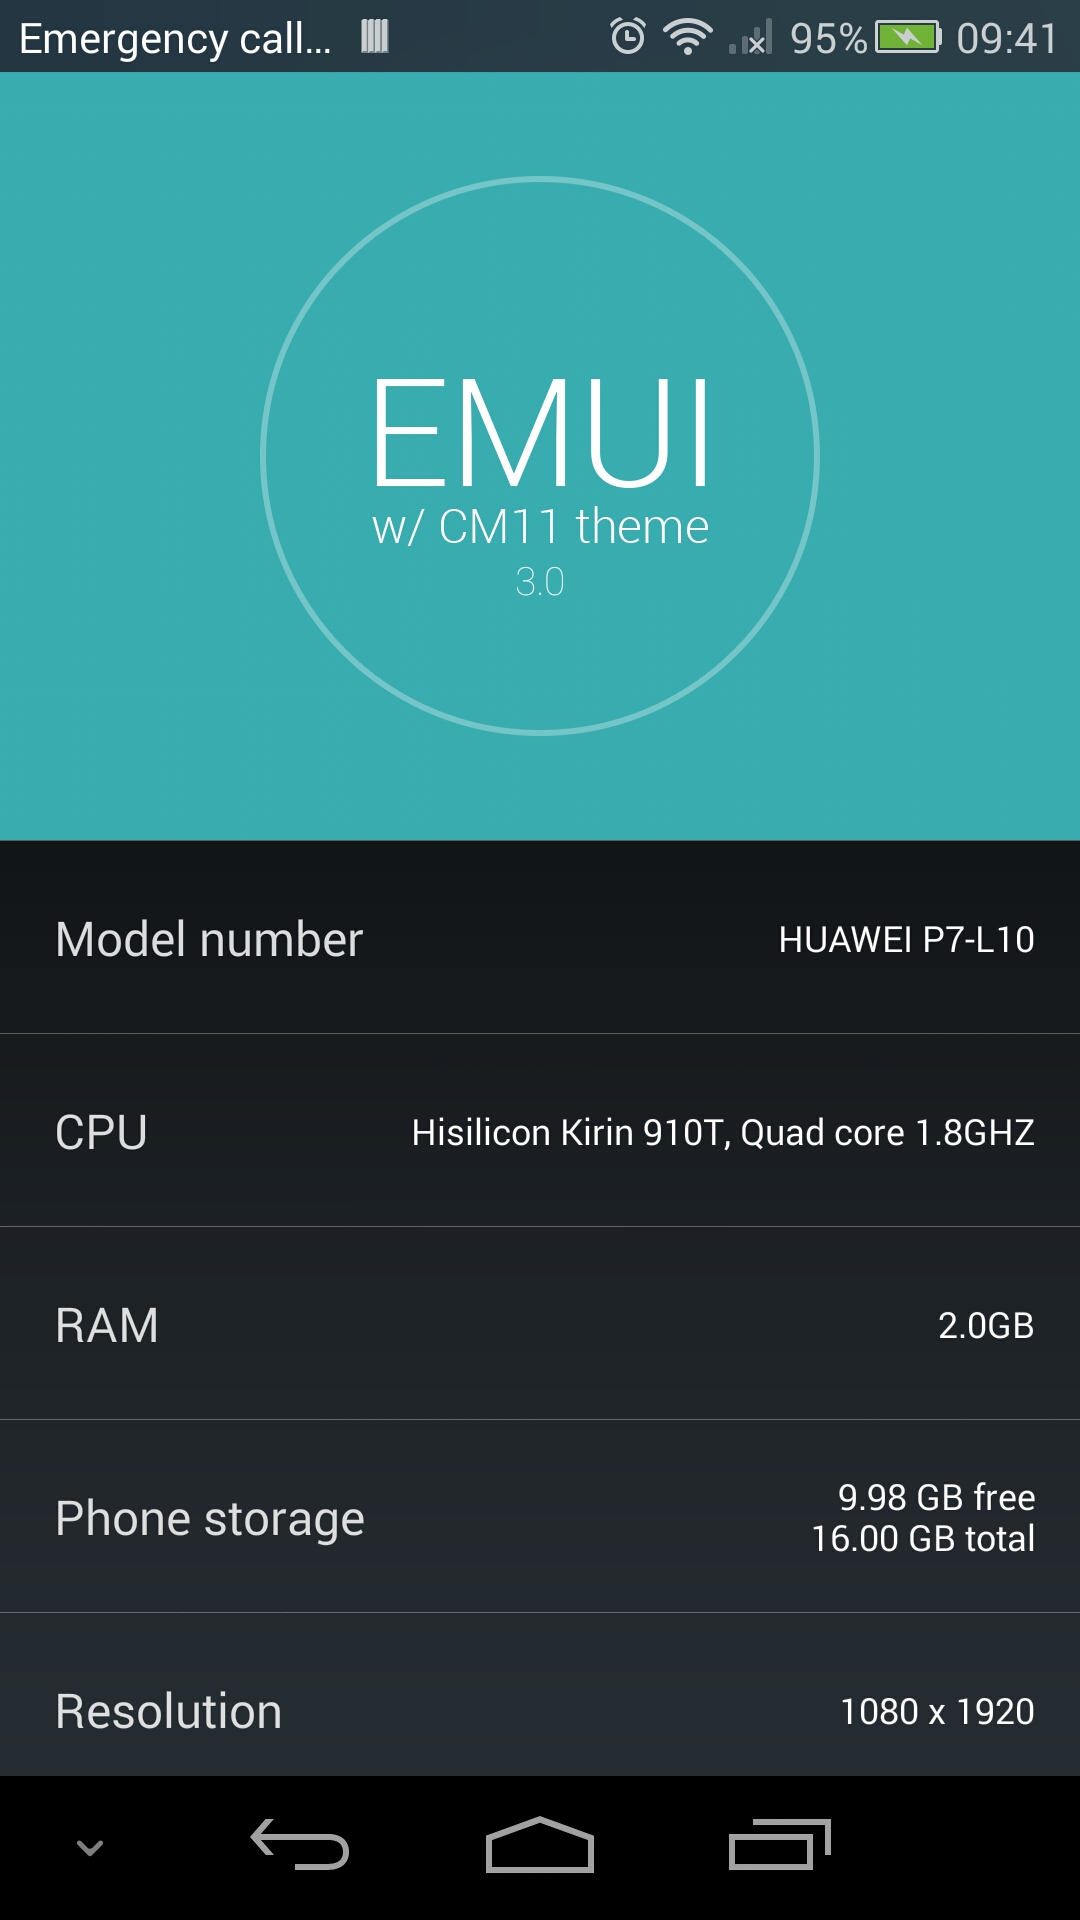 Emergency call... 95% 09:41
EMUI
w/ CM11 theme
3.0
Model number HUAWEI P7-L10
CPU Hisilicon Kirin 910T, Quad core 1.8GHZ
RAM 2.0GB
Phone storage 9.98 GB free
16.00 GB total
Resolution 1080 x 1920